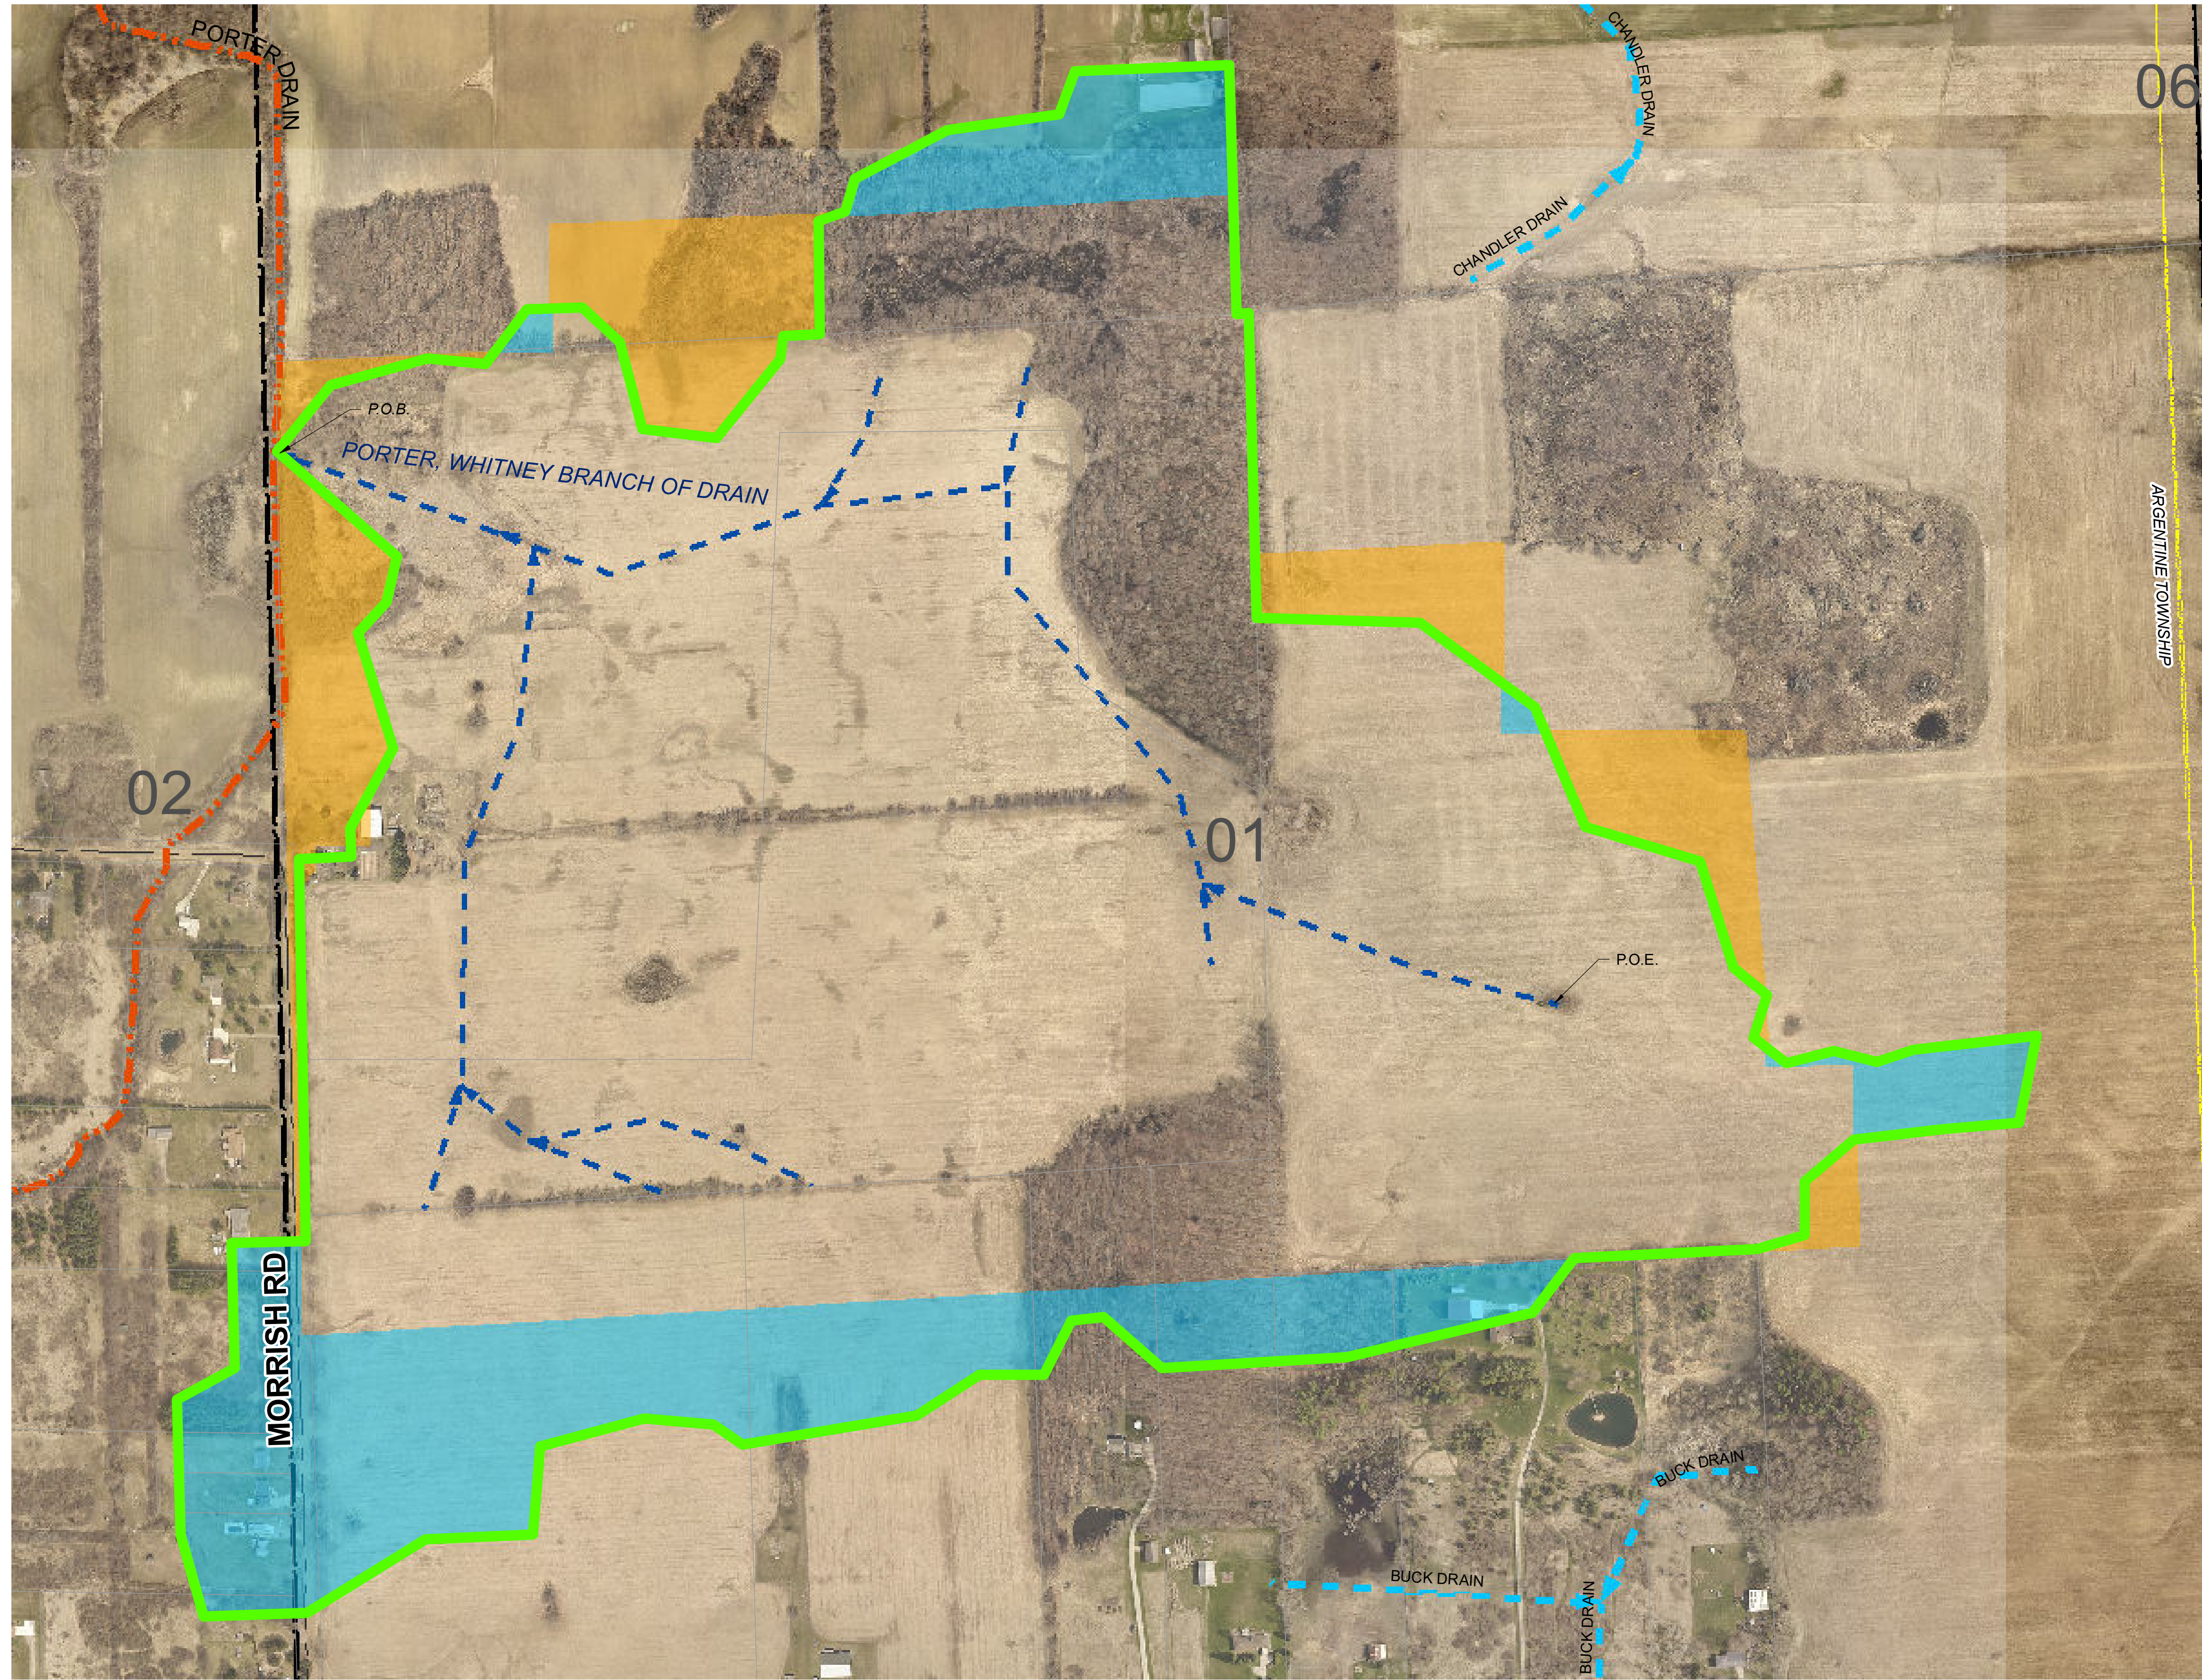 PORTER DRAIN
CHANDLER DRAIN
06
CHANDLER DRAIN
P.O.B.
PORTER, WHITNEY BRANCH OF DRAIN
ARGENTINE TOWNSHIP
02
01
P.O.E.
MORRISH RD
BUCK DRAIN
BUCK DRAIN
BUCK DRAIN